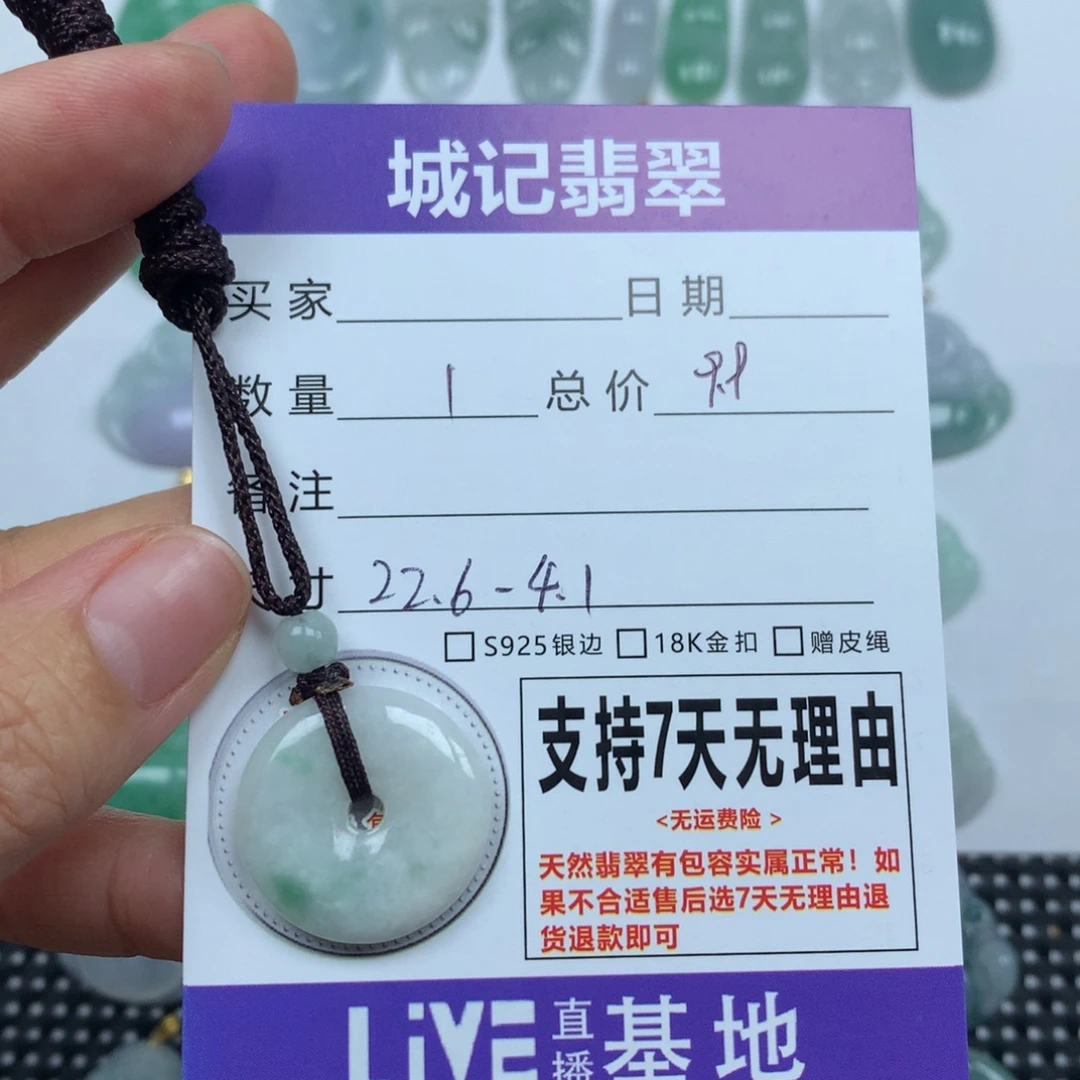 城记翡翠
买家 日期
数量 1 总价
备注
寸 22.6-4.1
S925银边 18K金扣 赠皮绳
支持7天无理由
<无运费险>
天然翡翠有包容实属正常！如
果不合适售后选7天无理由退
货退款即可
LiVE 直播 基地